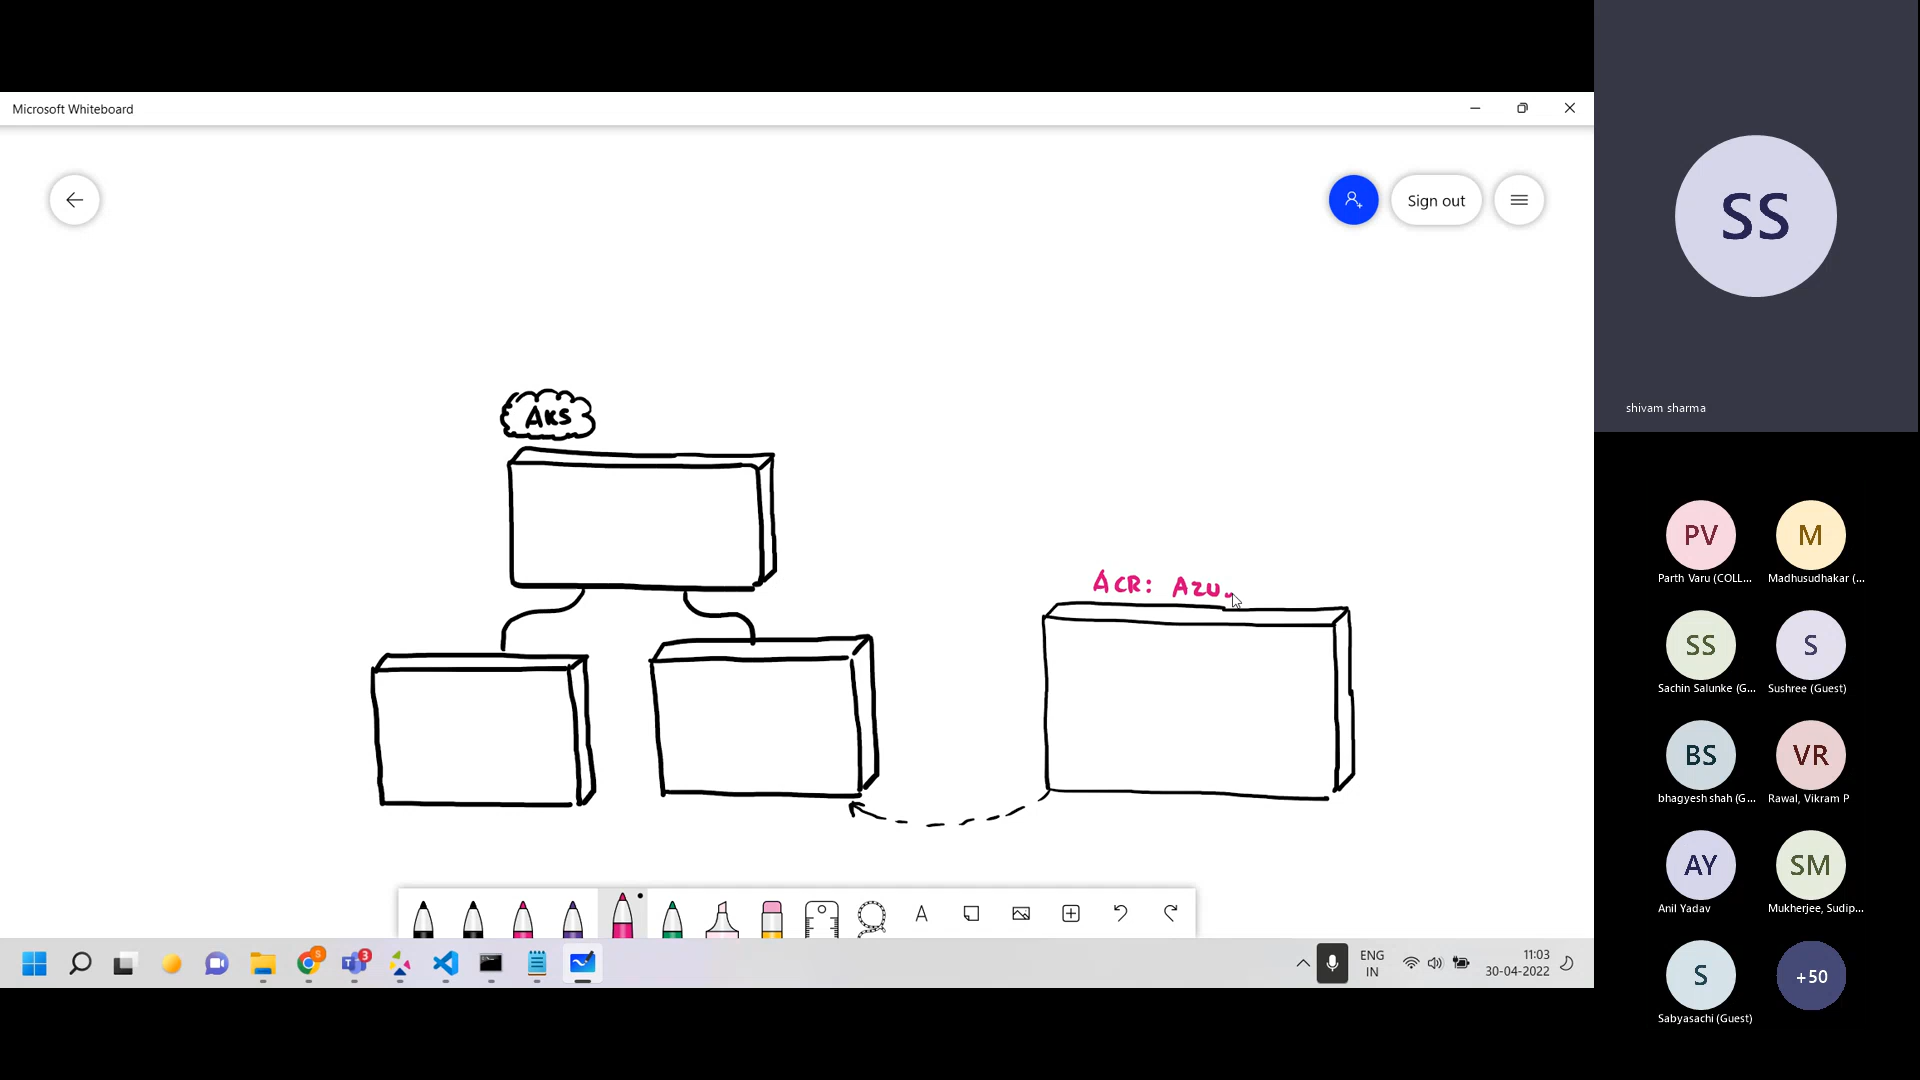 Microsoft Whiteboard
Sign out
SS
shivam sharma
AKS
ACR: AZU
PV
M
Parth Varu (COLL...
Madhusudhakar (...
SS
S
Sachin Salunke (G...
Sushree (Guest)
BS
VR
bhagyesh shah (G...
Rawal, Vikram P
AY
SM
Anil Yadav
Mukherjee, Sudip...
S
+50
Sabyasachi (Guest)
A
S
3
ENG
IN
11:03
30-04-2022